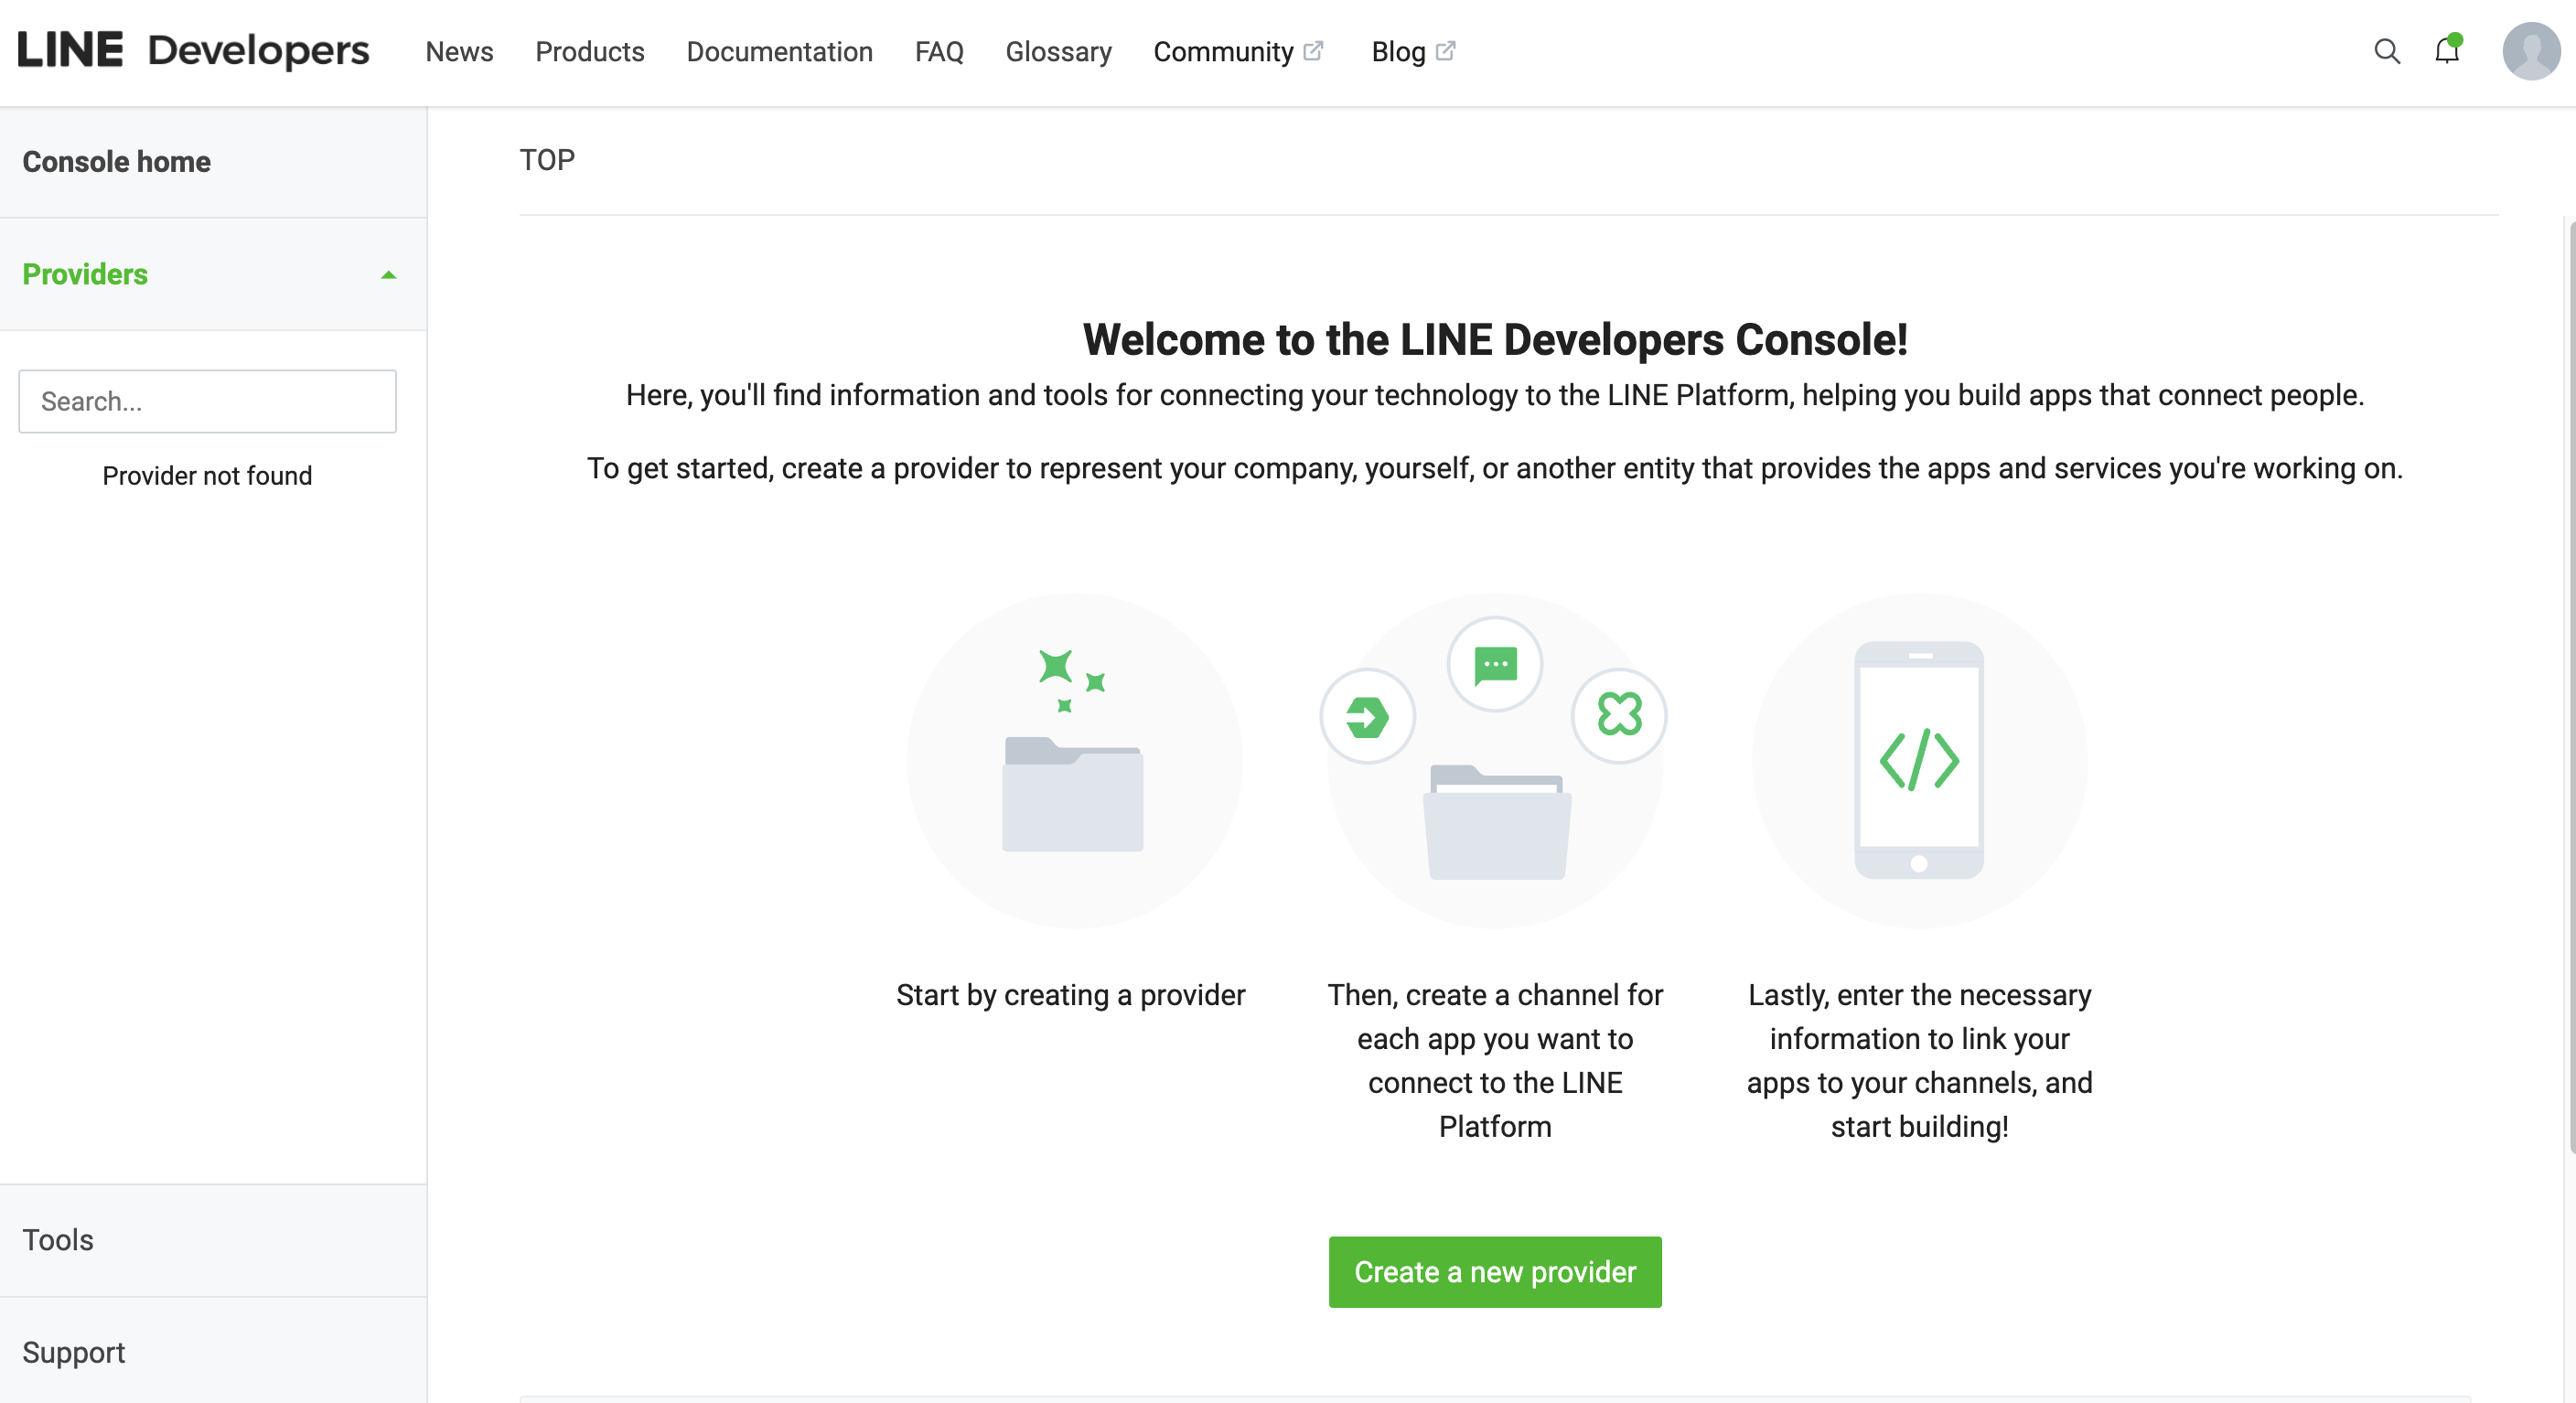 LINE Developers
News Products Documentation FAQ Glossary Community Blog
Console home
Providers
Search...
Provider not found
Tools
Support
TOP
Welcome to the LINE Developers Console!
Here, you'll find information and tools for connecting your technology to the LINE Platform, helping you build apps that connect people.
To get started, create a provider to represent your company, yourself, or another entity that provides the apps and services you're working on.
Start by creating a provider
Then, create a channel for
each app you want to
connect to the LINE
Platform
Lastly, enter the necessary
information to link your
apps to your channels, and
start building!
Create a new provider